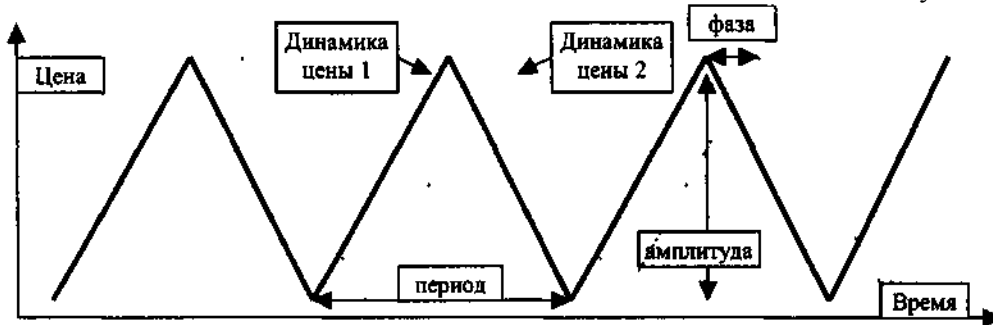 фаза
Динамика
цены 1
Динамика
цены 2
Цена
амплитуда
период
Время